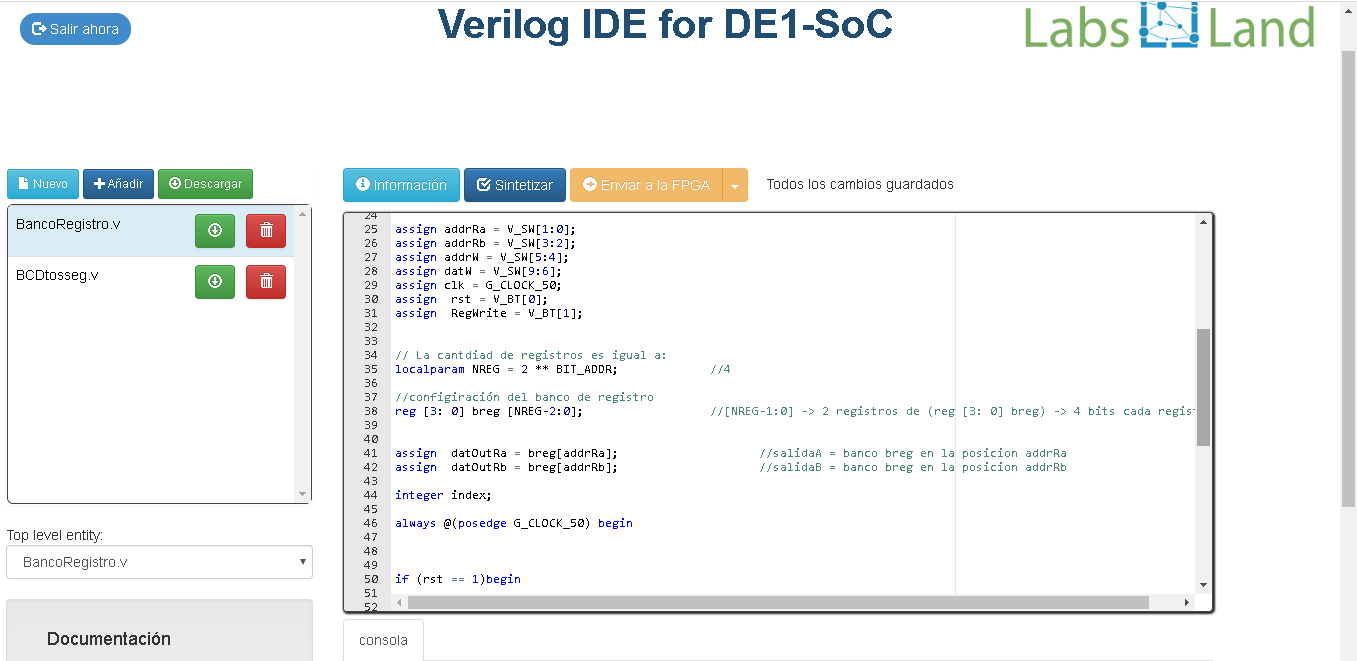 Salir ahora
Verilog IDE for DE1-SoC
Labs Land
Nuevo
Añadir
Descargar
Información
Sintetizar
Enviar a la FPGA
Todos los cambios guardados
BancoRegistro.v
BCDtosseg.v
Top level entity:
BancoRegistro.v
Documentación
24
25 assign addrRa = V_SW[1:0];
26 assign addrRb = V_SW[3:2];
27 assign addrW = V_SW[5:4];
28 assign datW = V_SW[9:6];
29 assign clk = G_CLOCK_50;
30 assign  rst = V_BT[0];
31 assign  RegWrite = V_BT[1];
32
33
34 // La cantdiad de registros es igual a:
35 localparam NREG = 2 ** BIT_ADDR; //4
36
37 //configiración del banco de registro
38 reg [3: 0] breg [NREG-2:0]; //[NREG-1:0] -> 2 registros de (reg [3: 0] breg) -> 4 bits cada regis
39
40
41 assign  datOutRa = breg[addrRa]; //salidaA = banco breg en la posicion addrRa
42 assign  datOutRb = breg[addrRb]; //salidaB = banco breg en la posicion addrRb
43
44 integer index;
45
46 always @(posedge G_CLOCK_50) begin
47
48
49
50 if (rst == 1)begin
51
52
consola